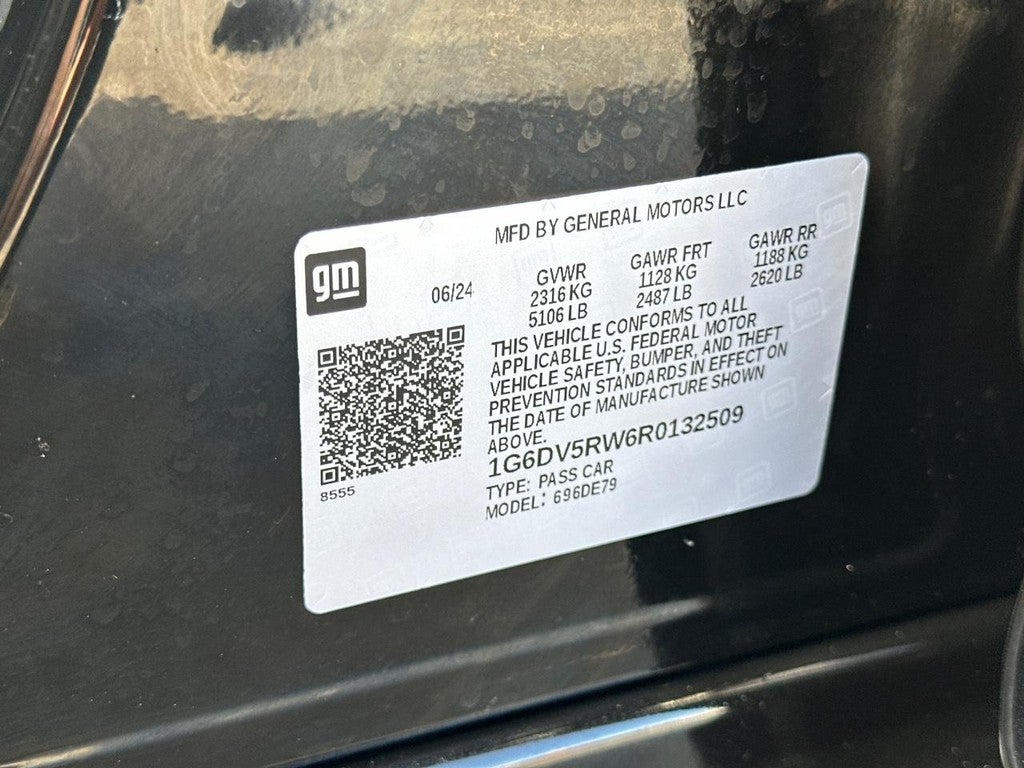 MFD BY GENERAL MOTORS LLC
gm
06/24
GVWR
2316 KG
5106 LB
GAWR FRT
1128 KG
2487 LB
GAWR RR
1188 KG
2620 LB
THIS VEHICLE CONFORMS TO ALL
APPLICABLE U.S. FEDERAL MOTOR
VEHICLE SAFETY, BUMPER, AND THEFT
PREVENTION STANDARDS IN EFFECT ON
THE DATE OF MANUFACTURE SHOWN
ABOVE.
1G6DV5RW6R0132509
TYPE: PASS CAR
MODEL: 696DE79
8555